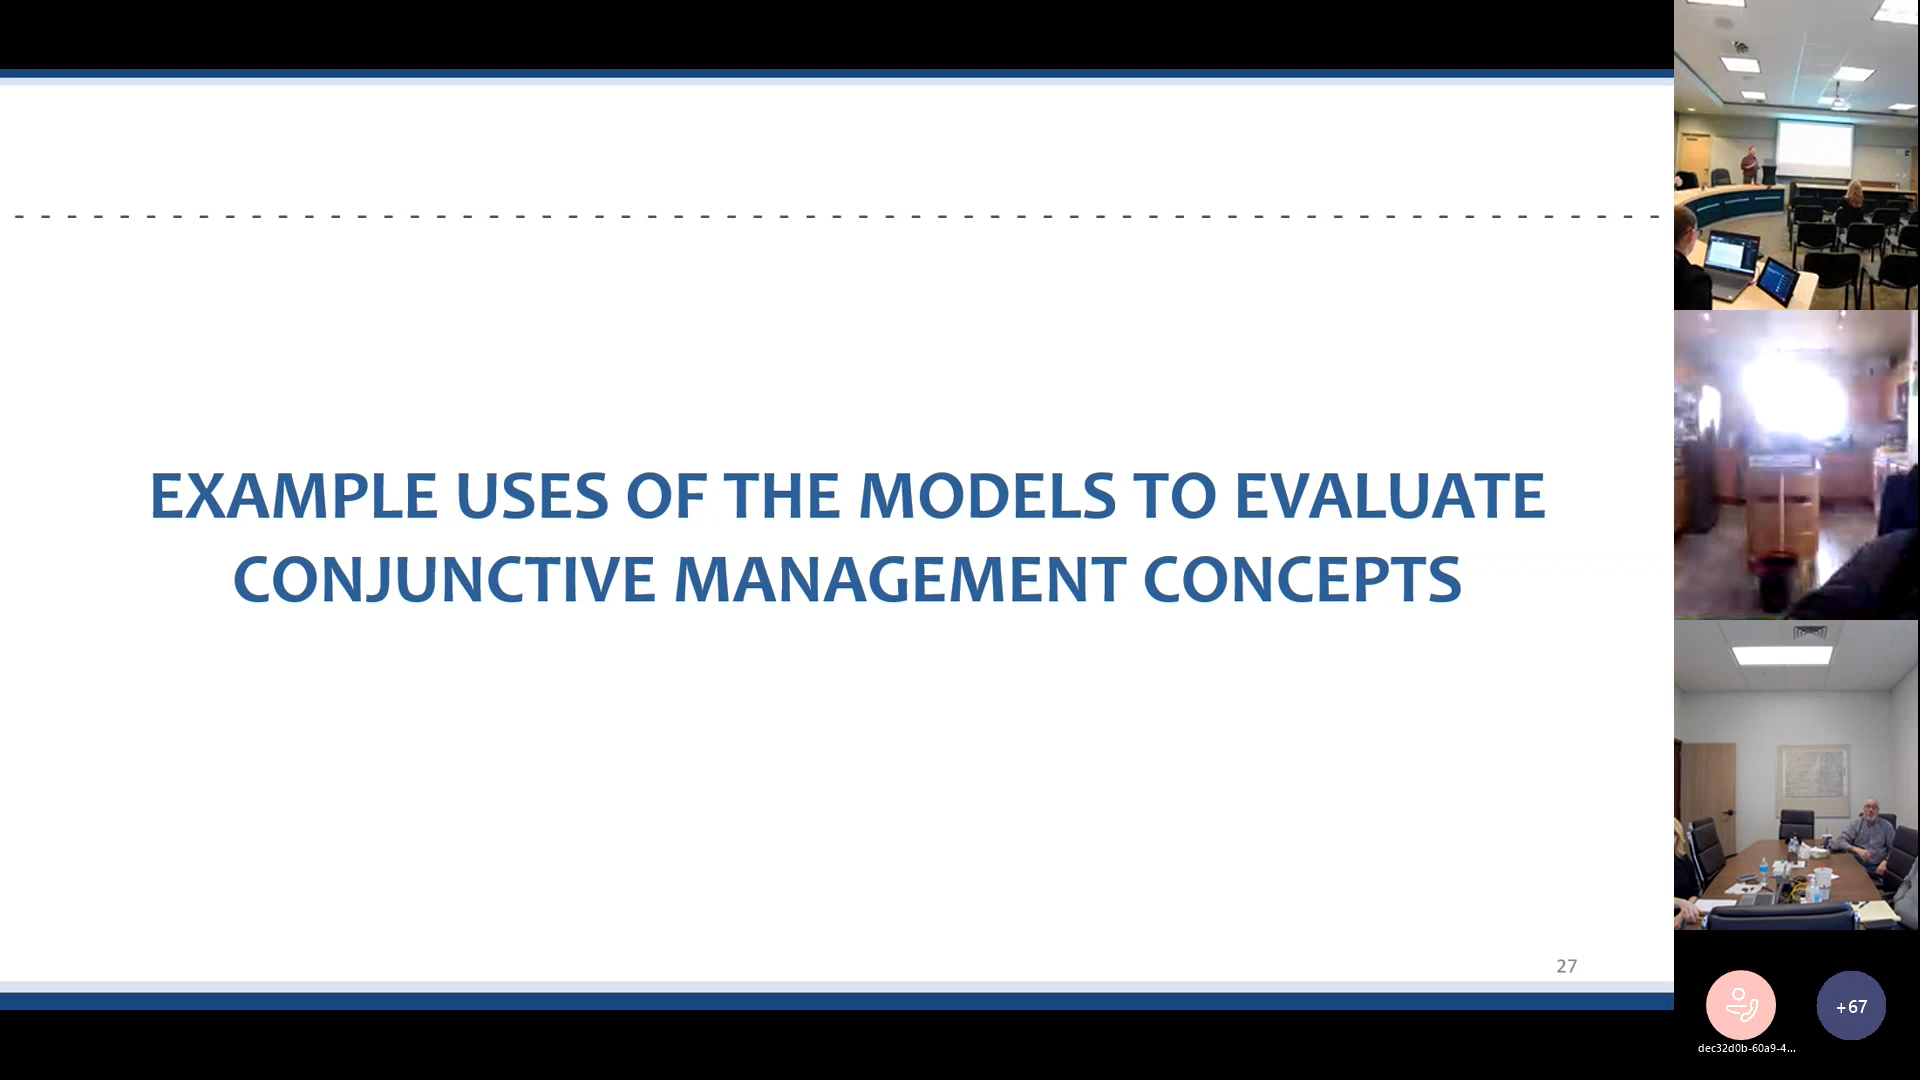 EXAMPLE USES OF THE MODELS TO EVALUATE
CONJUNCTIVE MANAGEMENT CONCEPTS
27
+67
dec32d0b-60a9-4...